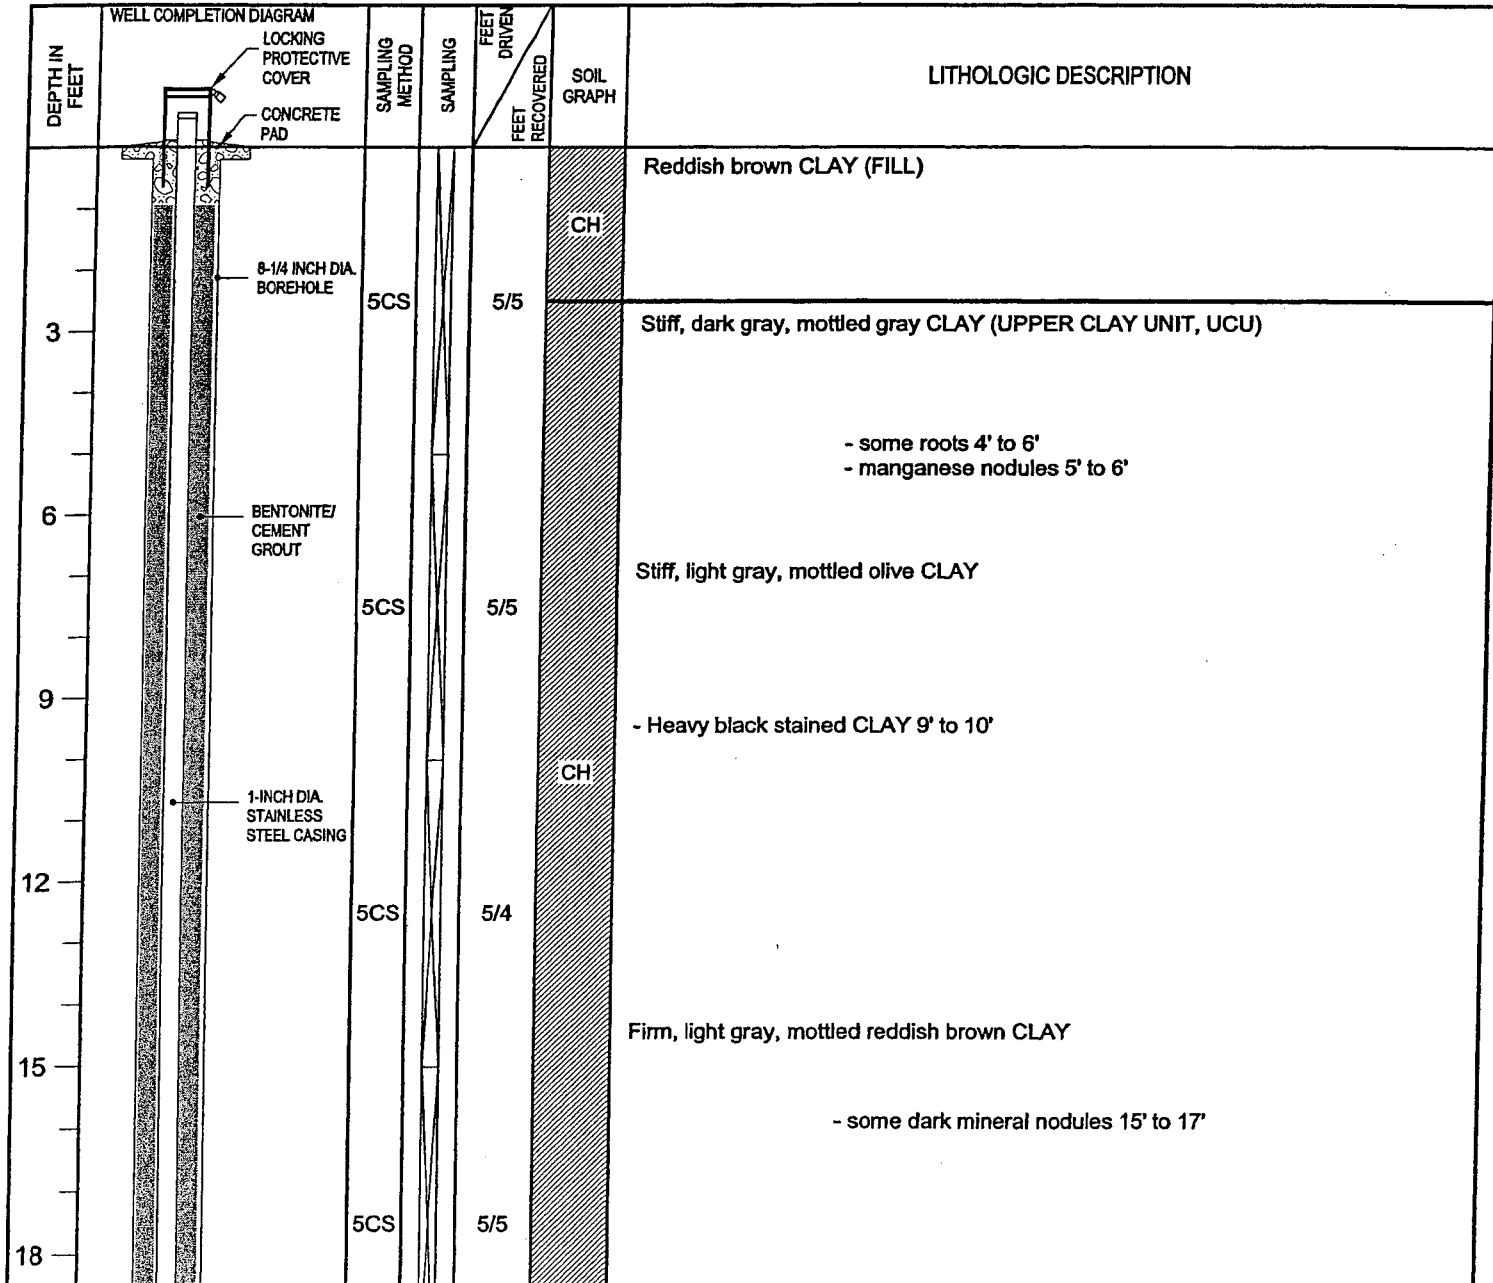 WELL COMPLETION DIAGRAM
DEPTH IN
FEET
LOCKING
PROTECTIVE
COVER
CONCRETE
PAD
SAMPLING
METHOD
SAMPLING
FEET
DRIVEN
FEET
RECOVERED
SOIL
GRAPH
LITHOLOGIC DESCRIPTION
Reddish brown CLAY (FILL)
CH
8-1/4 INCH DIA.
BOREHOLE
5CS
5/5
3
Stiff, dark gray, mottled gray CLAY (UPPER CLAY UNIT, UCU)
- some roots 4' to 6'
- manganese nodules 5' to 6'
6
BENTONITE/
CEMENT
GROUT
Stiff, light gray, mottled olive CLAY
5CS
5/5
9
- Heavy black stained CLAY 9' to 10'
CH
1-INCH DIA.
STAINLESS
STEEL CASING
12
5CS
5/4
Firm, light gray, mottled reddish brown CLAY
15
- some dark mineral nodules 15' to 17'
5CS
5/5
18